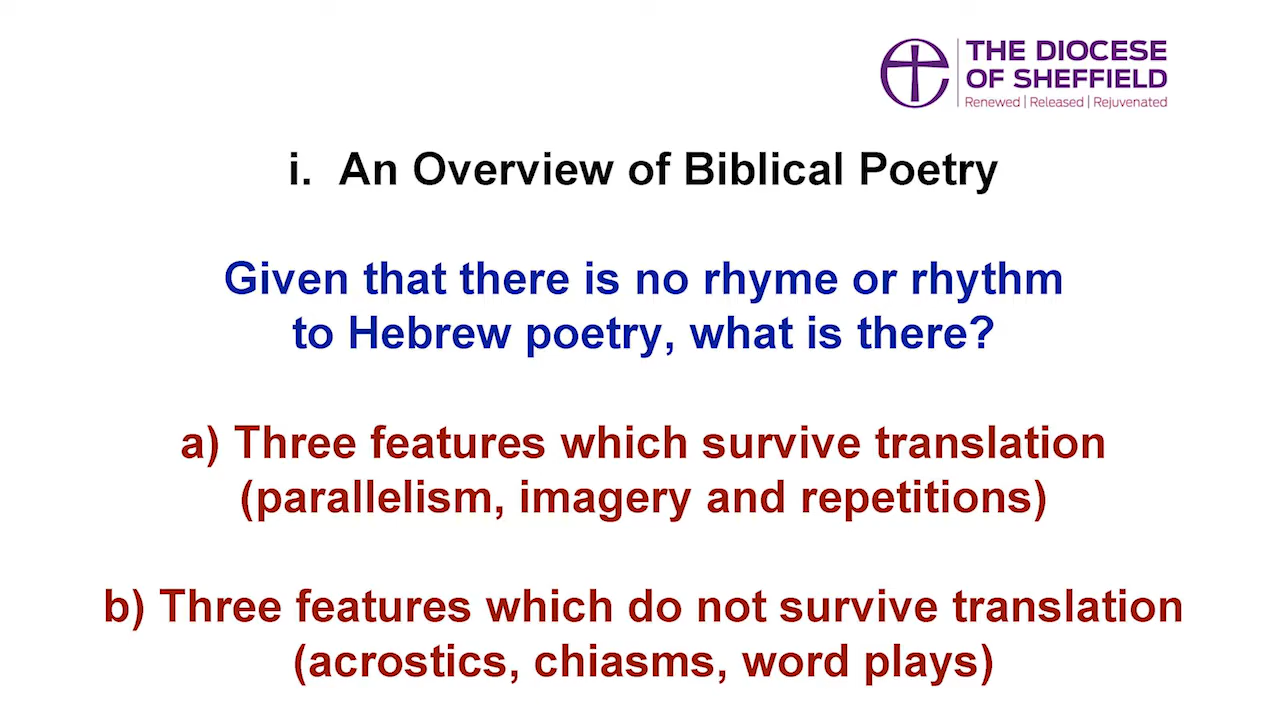 THE DIOCESE
OF SHEFFIELD
Renewed | Released | Rejuvenated
i. An Overview of Biblical Poetry
Given that there is no rhyme or rhythm
to Hebrew poetry, what is there?
a) Three features which survive translation
(parallelism, imagery and repetitions)
b) Three features which do not survive translation
(acrostics, chiasms, word plays)